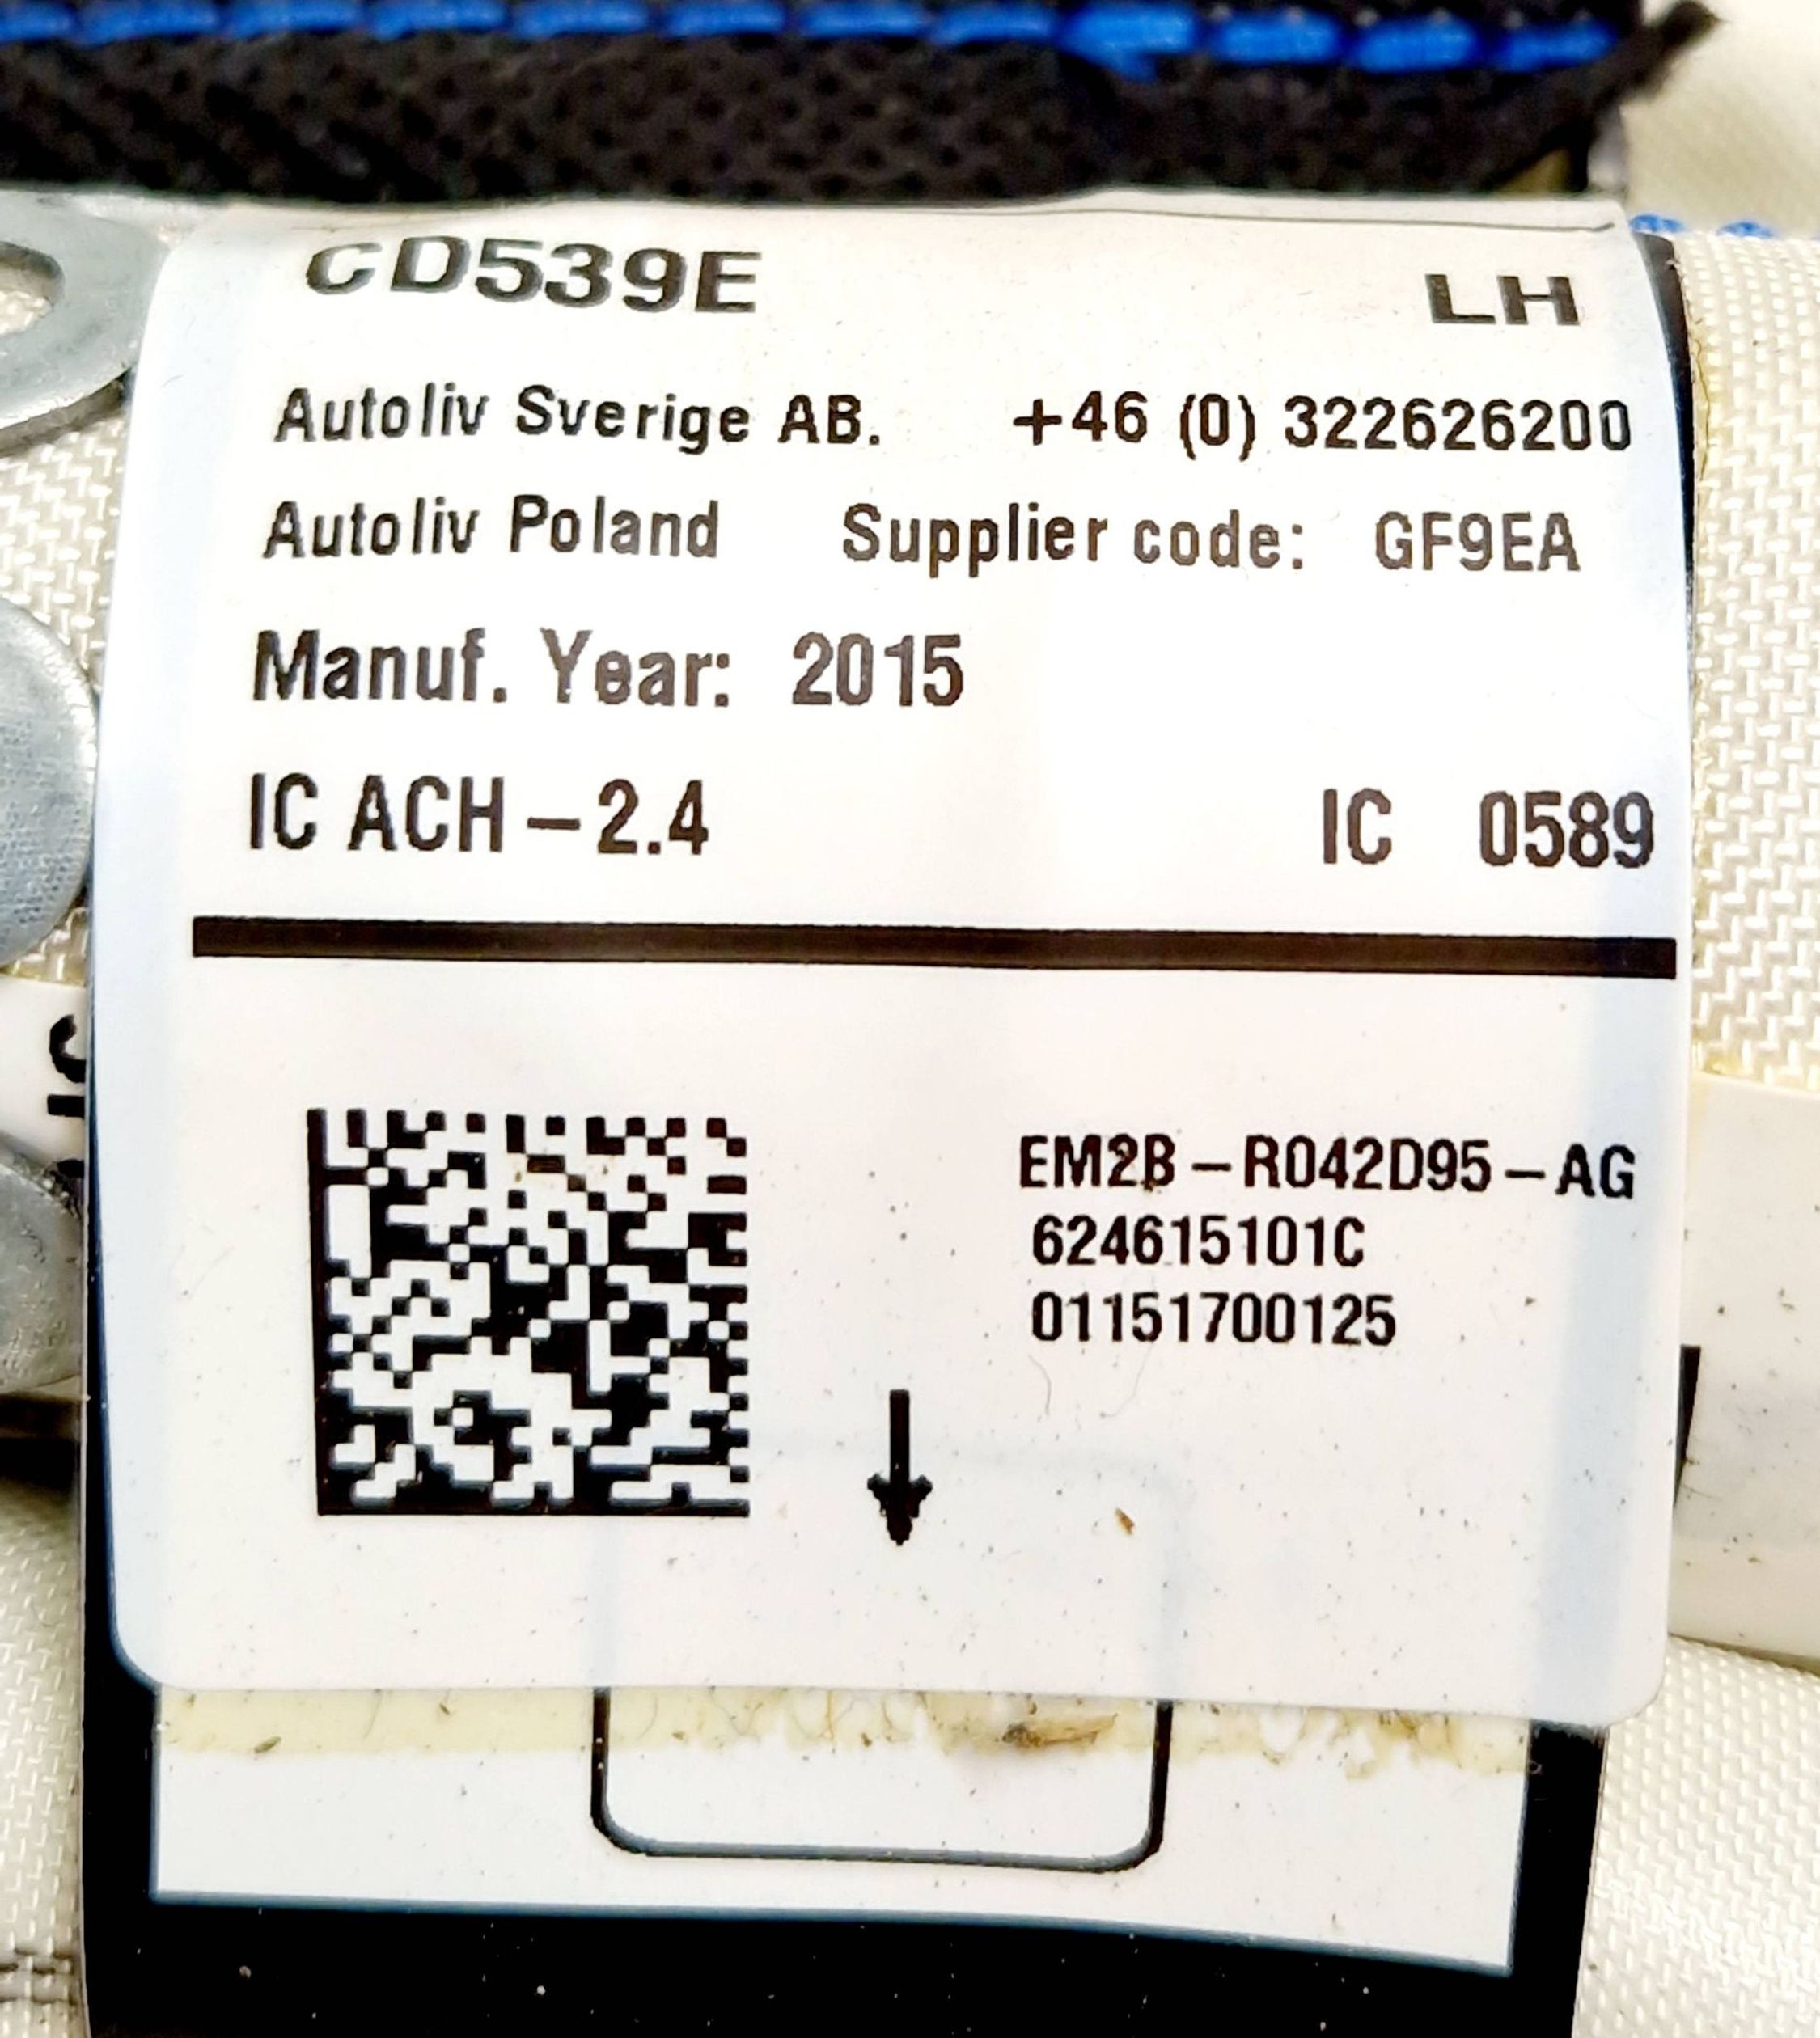 CD539E LH
Autoliv Sverige AB. +46 (0) 322626200
Autoliv Poland Supplier code: GF9EA
Manuf. Year: 2015
IC ACH-2.4 IC 0589
EM2B-R042D95-AG
624615101C
01151700125
IC